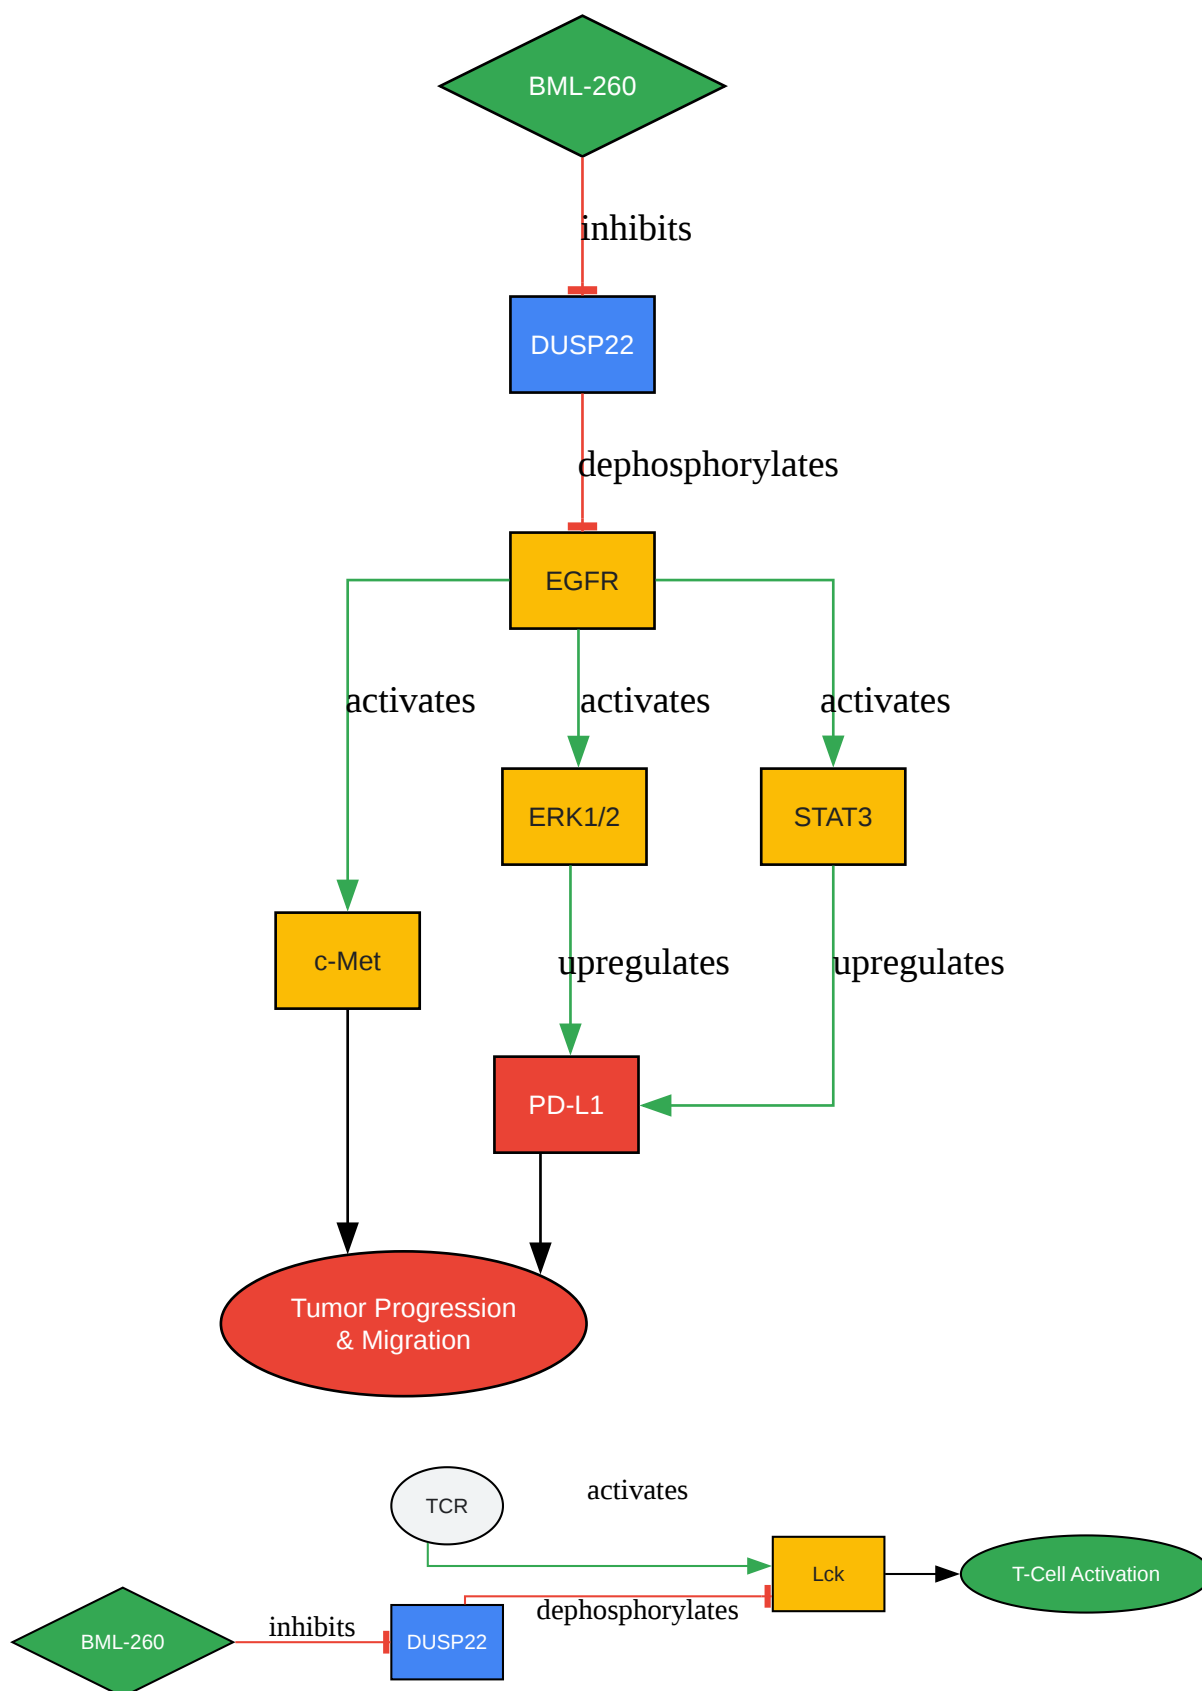 BML-260
inhibits
DUSP22
dephosphorylates
EGFR
activates
activates
activates
ERK1/2
STAT3
c-Met
upregulates
upregulates
PD-L1
Tumor Progression
& Migration
activates
TCR
Lck
T-Cell Activation
dephosphorylates
inhibits
BML-260
DUSP22